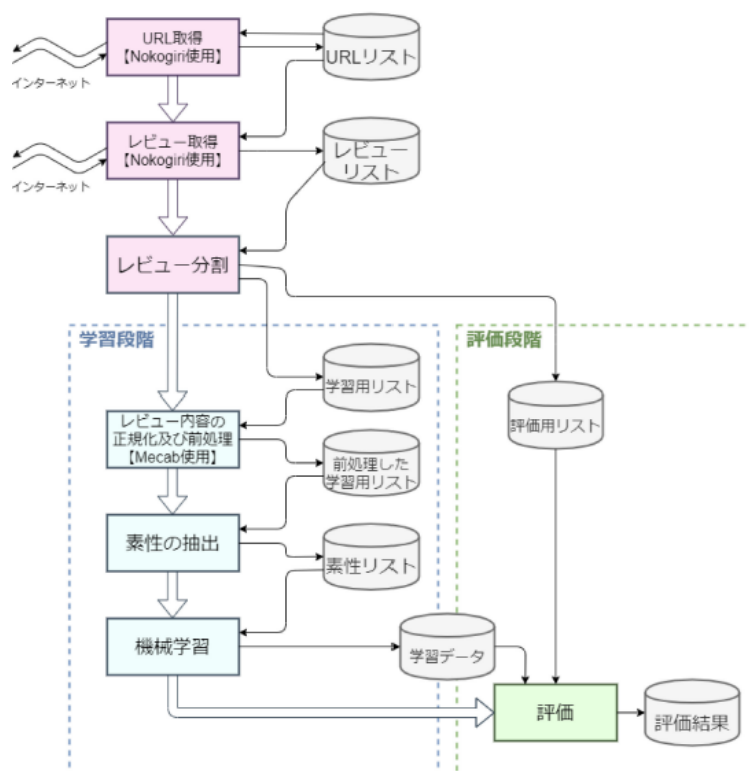 URL取得
【Nokogiri使用】
URLリスト
インターネット
レビュー取得
【Nokogiri使用】
レビュー
リスト
インターネット
レビュー分割
学習段階
評価段階
学習用リスト
評価用リスト
レビュー内容の
正規化及び前処理
【Mecab使用】
前処理した
学習用リスト
素性の抽出
素性リスト
機械学習
学習データ
評価
評価結果